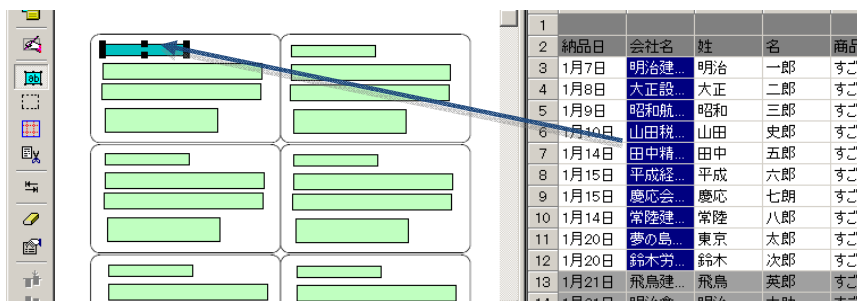 ab
1
2 納品日 会社名 姓 名 商品
3 1月7日 明治建... 明治 一郎 すご
4 1月8日 大正設... 大正 二郎 すご
5 1月9日 昭和航... 昭和 三郎 すご
6 1月10日 山田税... 山田 史郎 すご
7 1月14日 田中精... 田中 五郎 すご
8 1月15日 平成経... 平成 六郎 すご
9 1月15日 慶応会... 慶応 七朗 すご
10 1月14日 常陸建... 常陸 八郎 すご
11 1月20日 夢の島... 東京 太郎 すご
12 1月20日 鈴木労... 鈴木 次郎 すご
13 1月21日 飛鳥建... 飛鳥 英郎 すご